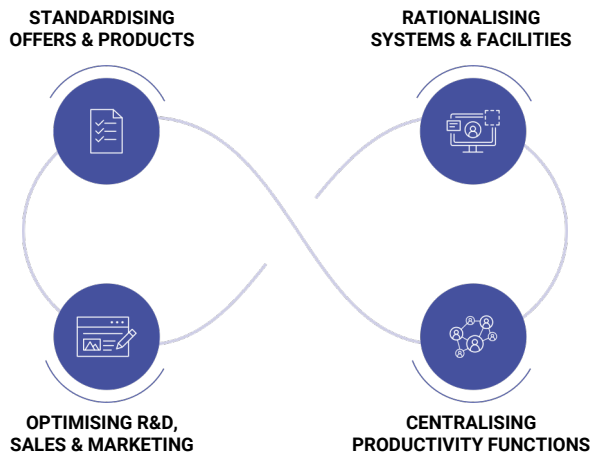 STANDARDISING
OFFERS & PRODUCTS
RATIONALISING
SYSTEMS & FACILITIES
OPTIMISING R&D,
SALES & MARKETING
CENTRALISING
PRODUCTIVITY FUNCTIONS